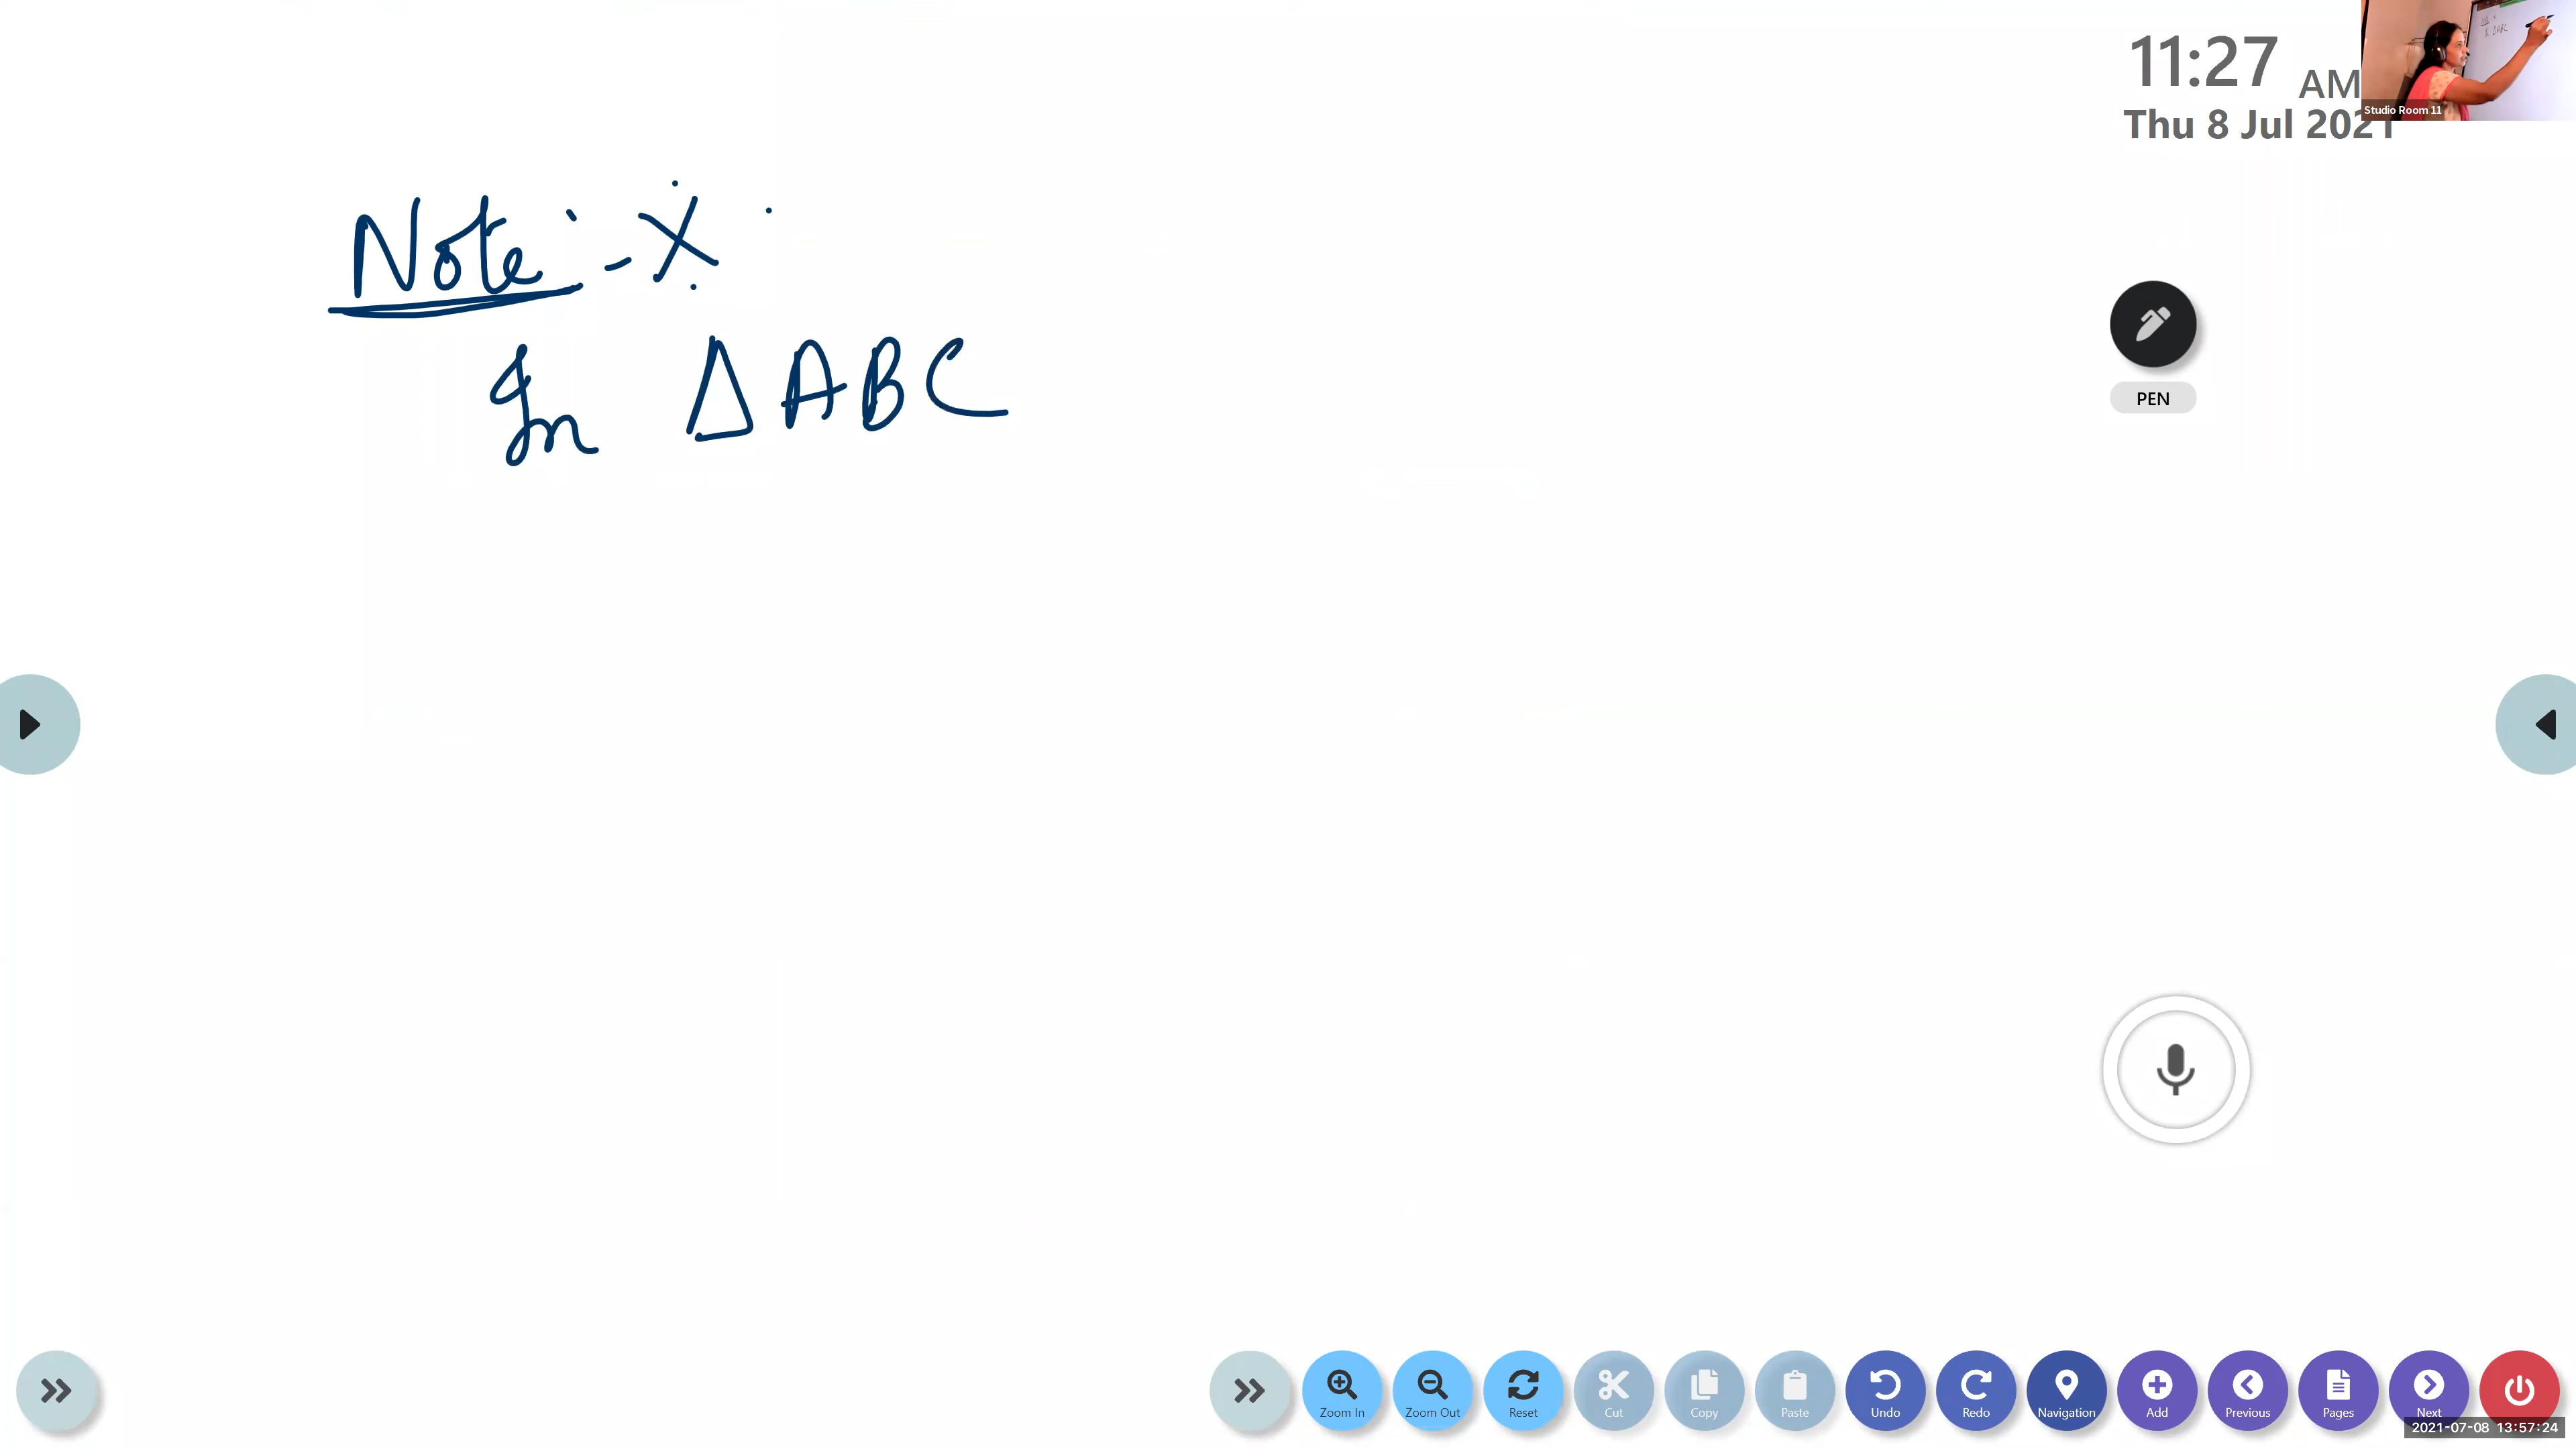 11:27 AM
Thu 8 Jul 2021
Studio Room 11
Note :- X
In ΔABC
PEN
Zoom In Zoom Out Reset Cut Copy Paste Undo Redo Navigation Add Previous Pages Next
2021-07-08 13:57:24